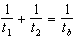 1/t₁ + 1/t₂ = 1/t_b